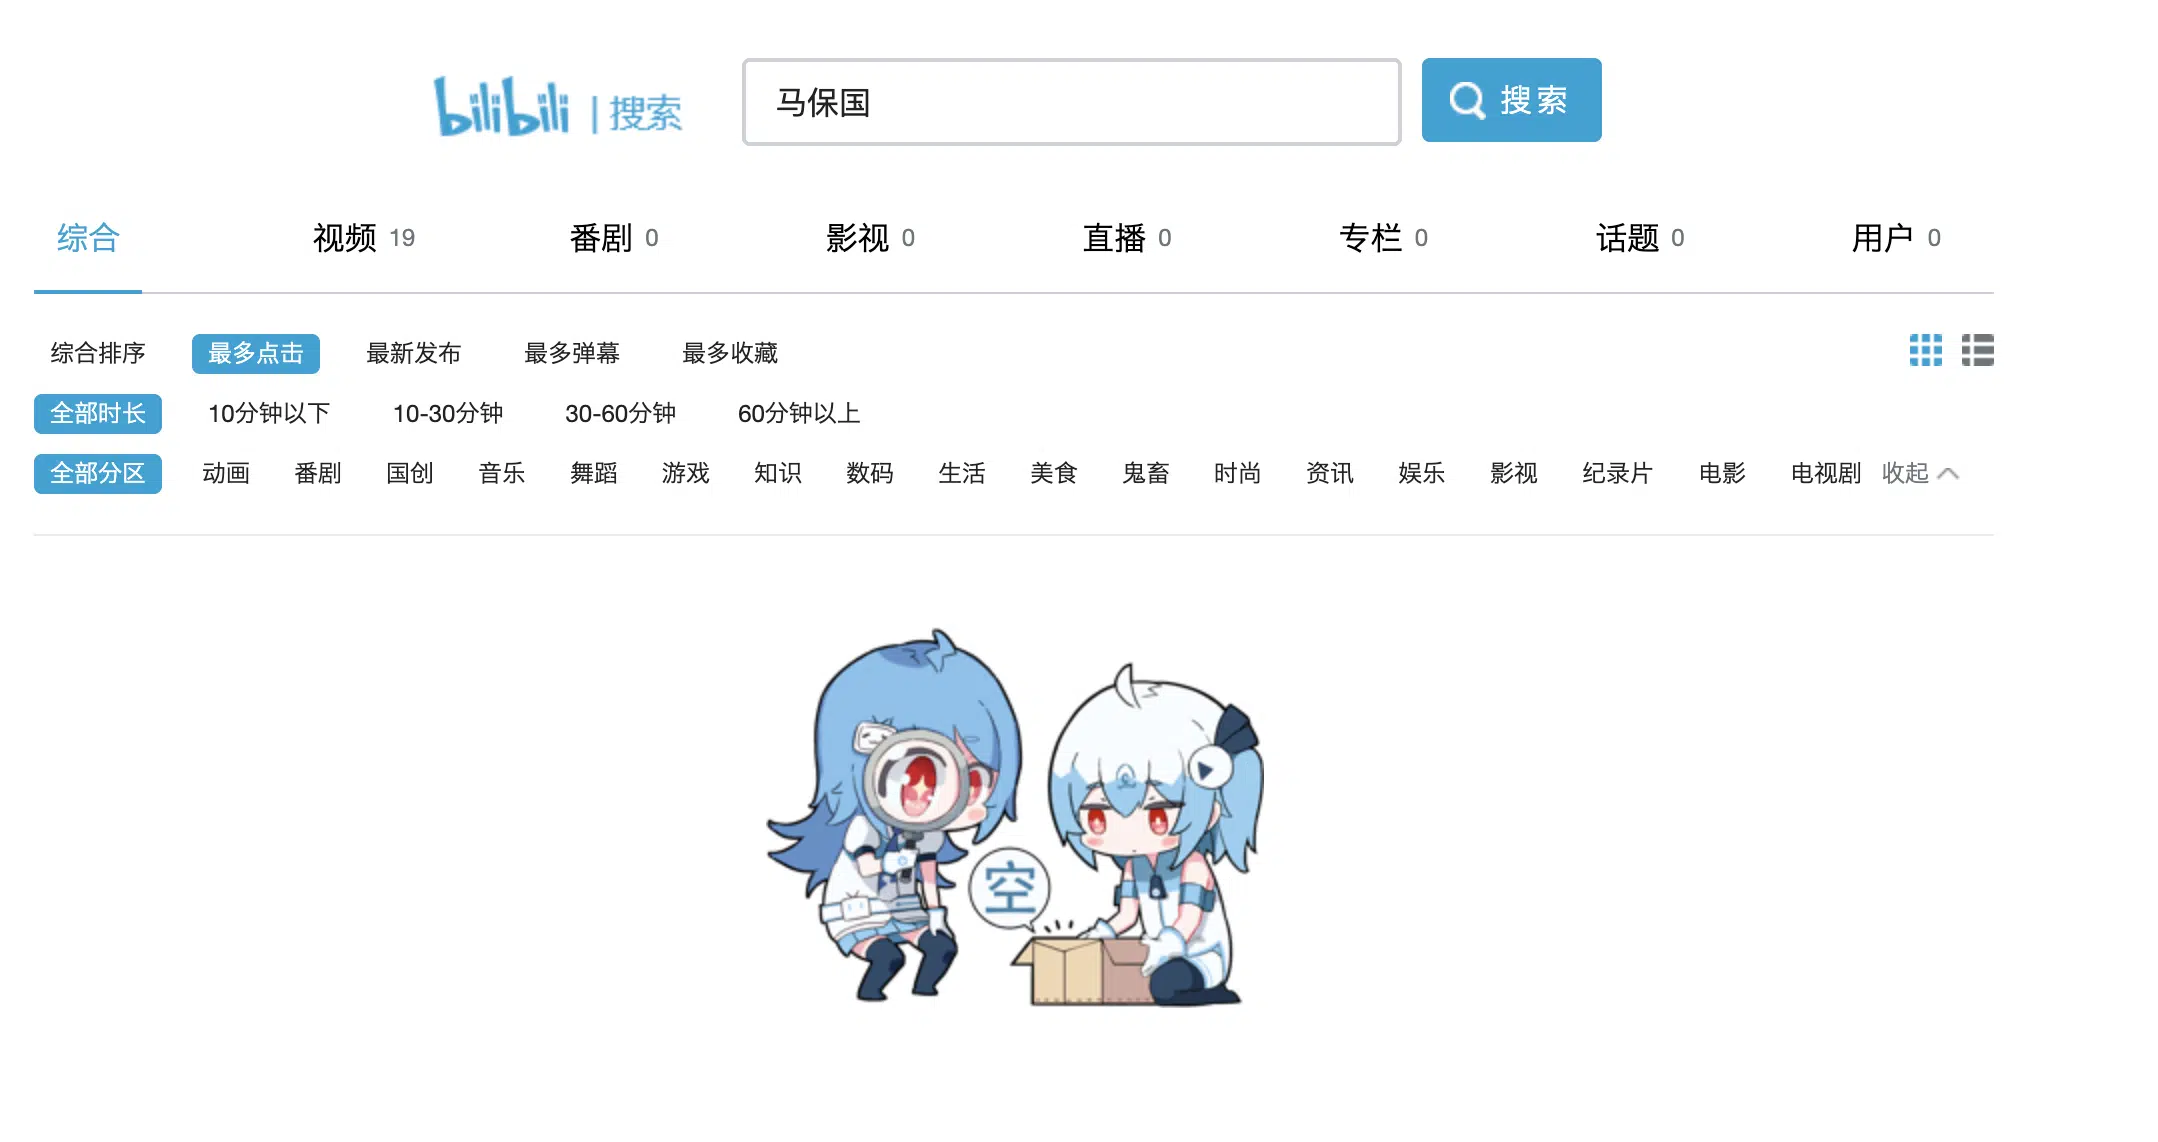 bilibili | 搜索 马保国 搜索
综合 视频 19 番剧 0 影视 0 直播 0 专栏 0 话题 0 用户 0
综合排序 最多点击 最新发布 最多弹幕 最多收藏
全部时长 10分钟以下 10-30分钟 30-60分钟 60分钟以上
全部分区 动画 番剧 国创 音乐 舞蹈 游戏 知识 数码 生活 美食 鬼畜 时尚 资讯 娱乐 影视 纪录片 电影 电视剧 收起
空